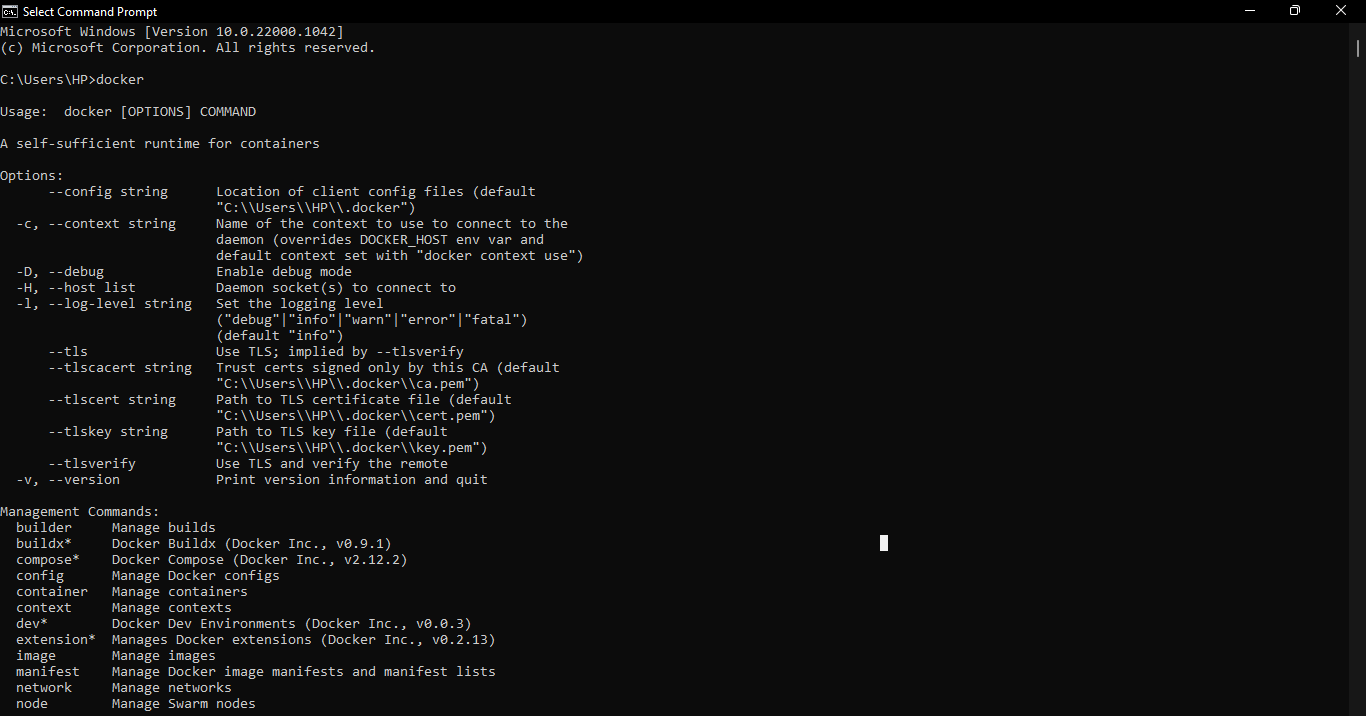 Select Command Prompt
Microsoft Windows [Version 10.0.22000.1042]
(c) Microsoft Corporation. All rights reserved.
C:\Users\HP>docker
Usage:  docker [OPTIONS] COMMAND
A self-sufficient runtime for containers
Options:
      --config string      Location of client config files (default
                           "C:\\Users\\HP\\.docker")
  -c, --context string     Name of the context to use to connect to the
                           daemon (overrides DOCKER_HOST env var and
                           default context set with "docker context use")
  -D, --debug              Enable debug mode
  -H, --host list          Daemon socket(s) to connect to
  -l, --log-level string   Set the logging level
                           ("debug"|"info"|"warn"|"error"|"fatal")
                           (default "info")
      --tls                Use TLS; implied by --tlsverify
      --tlscacert string   Trust certs signed only by this CA (default
                           "C:\\Users\\HP\\.docker\\ca.pem")
      --tlscert string     Path to TLS certificate file (default
                           "C:\\Users\\HP\\.docker\\cert.pem")
      --tlskey string      Path to TLS key file (default
                           "C:\\Users\\HP\\.docker\\key.pem")
      --tlsverify          Use TLS and verify the remote
  -v, --version            Print version information and quit
Management Commands:
  builder     Manage builds
  buildx*     Docker Buildx (Docker Inc., v0.9.1)
  compose*    Docker Compose (Docker Inc., v2.12.2)
  config      Manage Docker configs
  container   Manage containers
  context     Manage contexts
  dev*        Docker Dev Environments (Docker Inc., v0.0.3)
  extension*  Manages Docker extensions (Docker Inc., v0.2.13)
  image       Manage images
  manifest    Manage Docker image manifests and manifest lists
  network     Manage networks
  node        Manage Swarm nodes